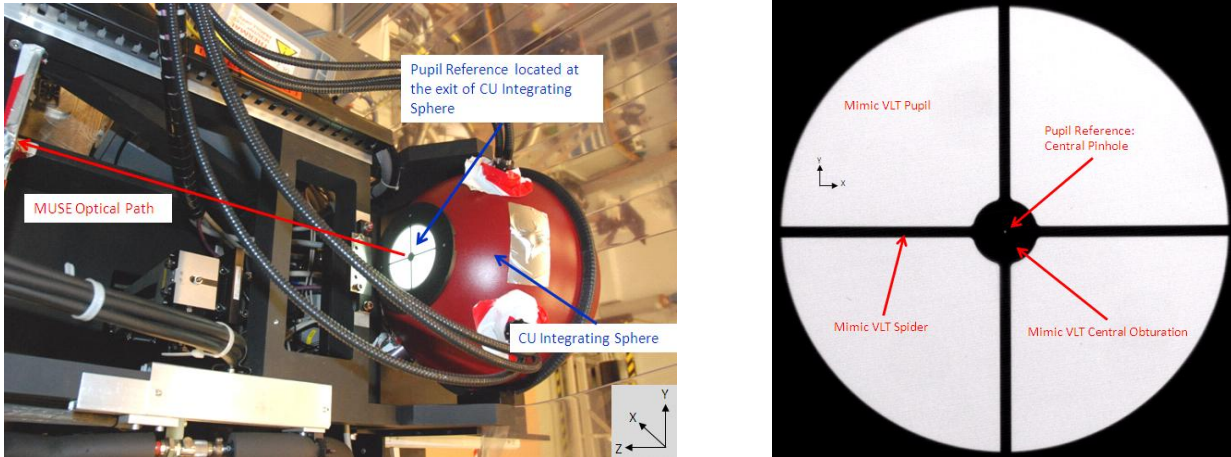 Pupil Reference located at
the exit of CU Integrating
Sphere
MUSE Optical Path
CU Integrating Sphere
Y
X
Z
Mimic VLT Pupil
Pupil Reference:
Central Pinhole
Y
X
Mimic VLT Spider
Mimic VLT Central Obturation